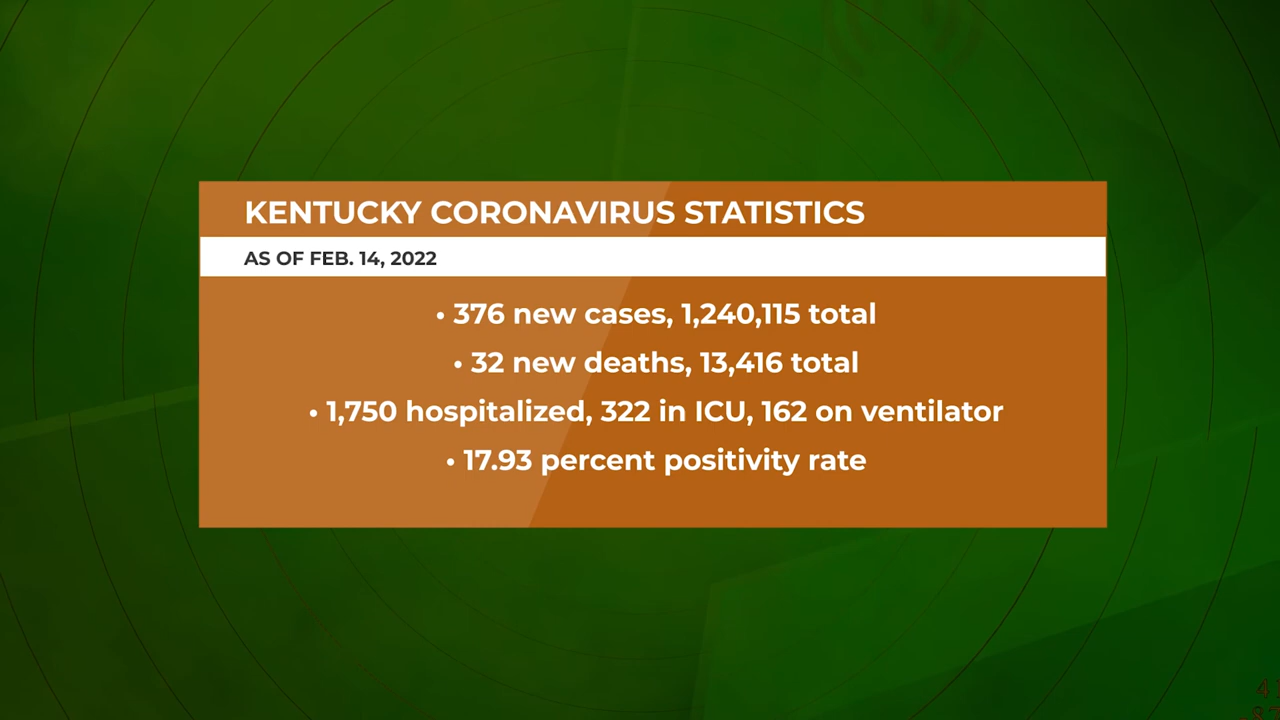 KENTUCKY CORONAVIRUS STATISTICS
AS OF FEB. 14, 2022
• 376 new cases, 1,240,115 total
• 32 new deaths, 13,416 total
• 1,750 hospitalized, 322 in ICU, 162 on ventilator
• 17.93 percent positivity rate